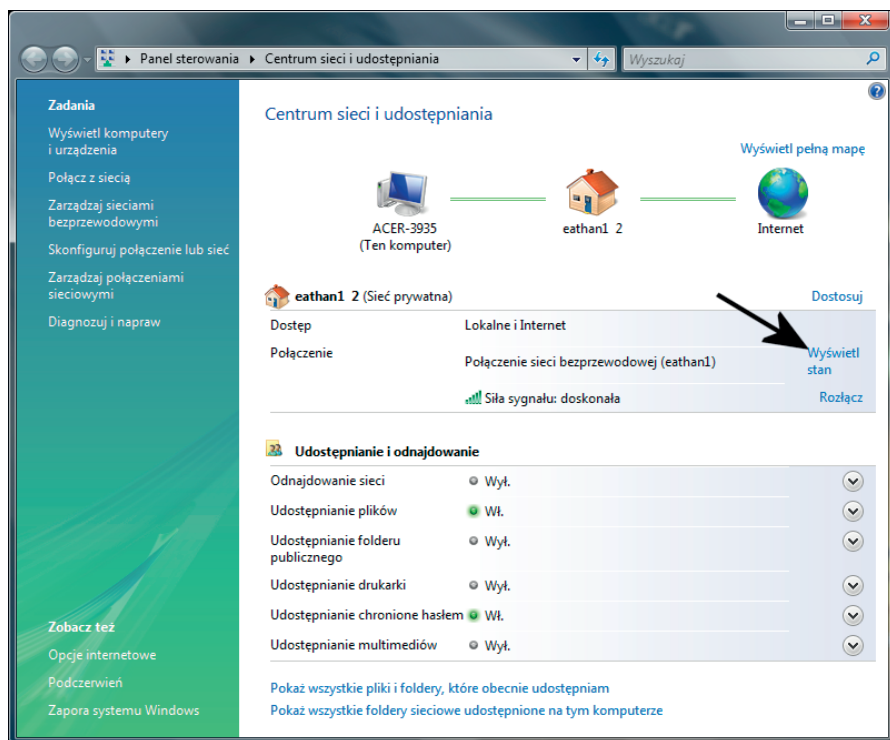 Panel sterowania ▸ Centrum sieci i udostępniania
Wyszukaj
Zadania
Wyświetl komputery
i urządzenia
Połącz z siecią
Zarządzaj sieciami
bezprzewodowymi
Skonfiguruj połączenie lub sieć
Zarządzaj połączeniami
sieciowymi
Diagnozuj i napraw
Zobacz też
Opcje internetowe
Podczerwień
Zapora systemu Windows
Centrum sieci i udostępniania
Wyświetl pełną mapę
ACER-3935
(Ten komputer)
eathan1 2
Internet
eathan1 2 (Sieć prywatna)
Dostosuj
Dostęp
Lokalne i Internet
Połączenie
Połączenie sieci bezprzewodowej (eathan1)
Wyświetl
stan
Siła sygnału: doskonała
Rozłącz
Udostępnianie i odnajdowanie
Odnajdowanie sieci
Wył.
Udostępnianie plików
Wł.
Udostępnianie folderu
publicznego
Wył.
Udostępnianie drukarki
Wył.
Udostępnianie chronione hasłem
Wł.
Udostępnianie multimediów
Wył.
Pokaż wszystkie pliki i foldery, które obecnie udostępniam
Pokaż wszystkie foldery sieciowe udostępnione na tym komputerze